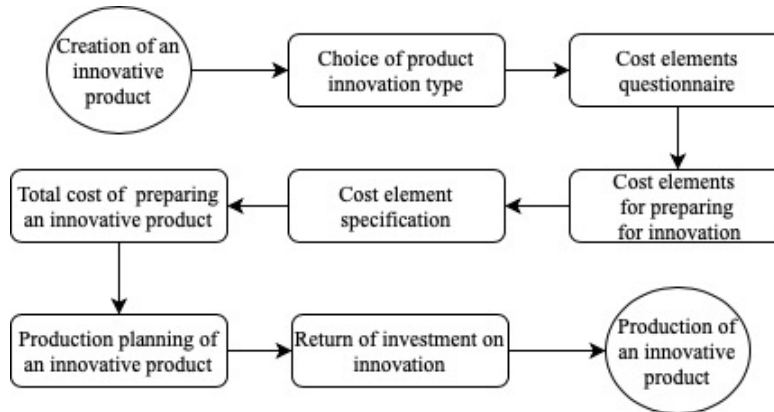 Creation of an
innovative
product
Choice of product
innovation type
Cost elements
questionnaire
Total cost of preparing
an innovative product
Cost element
specification
Cost elements
for preparing
for innovation
Production planning of
an innovative product
Return of investment on
innovation
Production of
an innovative
product